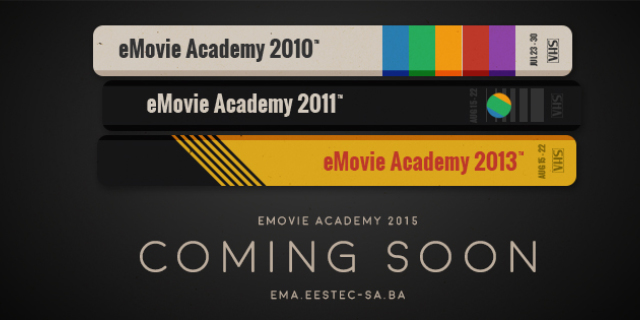 eMovie Academy 2010™
JUL 23 - 30
VHS
eMovie Academy 2011™
AUG 15 - 22
VHS
eMovie Academy 2013™
AUG 15 - 22
VHS
EMOVIE ACADEMY 2015
COMING SOON
EMA.EESTEC-SA.BA